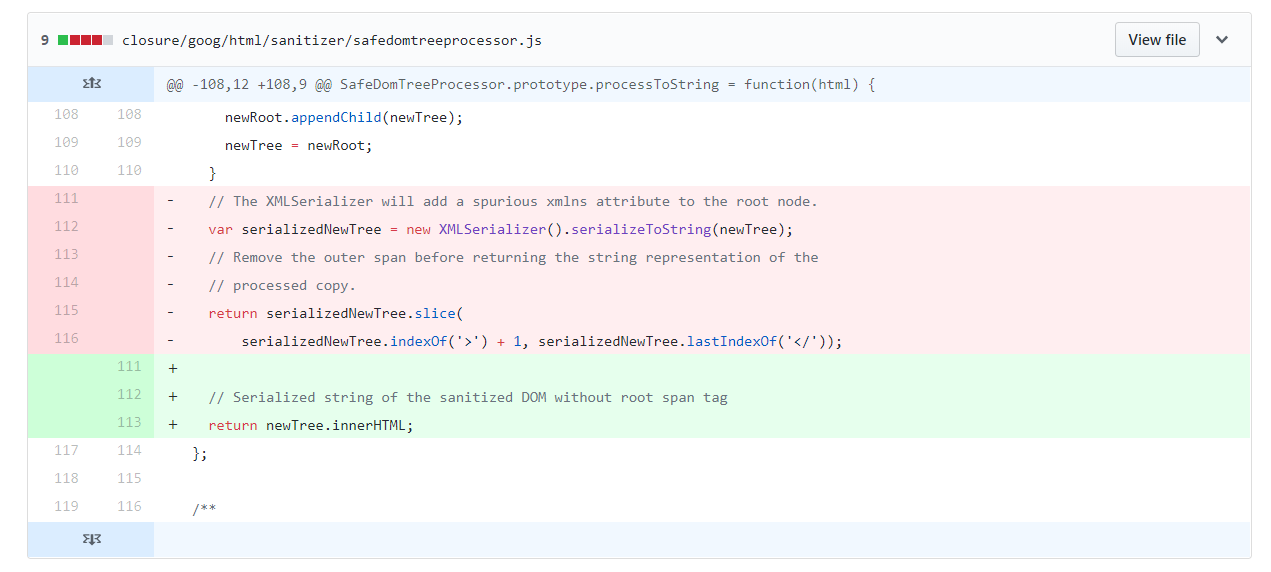 9 closure/goog/html/sanitizer/safedomtreeprocessor.js View file
@@ -108,12 +108,9 @@ SafeDomTreeProcessor.prototype.processToString = function(html) {
108 108 newRoot.appendChild(newTree);
109 109 newTree = newRoot;
110 110 }
111 - // The XMLSerializer will add a spurious xmlns attribute to the root node.
112 - var serializedNewTree = new XMLSerializer().serializeToString(newTree);
113 - // Remove the outer span before returning the string representation of the
114 - // processed copy.
115 - return serializedNewTree.slice(
116 - serializedNewTree.indexOf('>') + 1, serializedNewTree.lastIndexOf('</'));
111 +
112 + // Serialized string of the sanitized DOM without root span tag
113 + return newTree.innerHTML;
117 114 };
118 115
119 116 /**